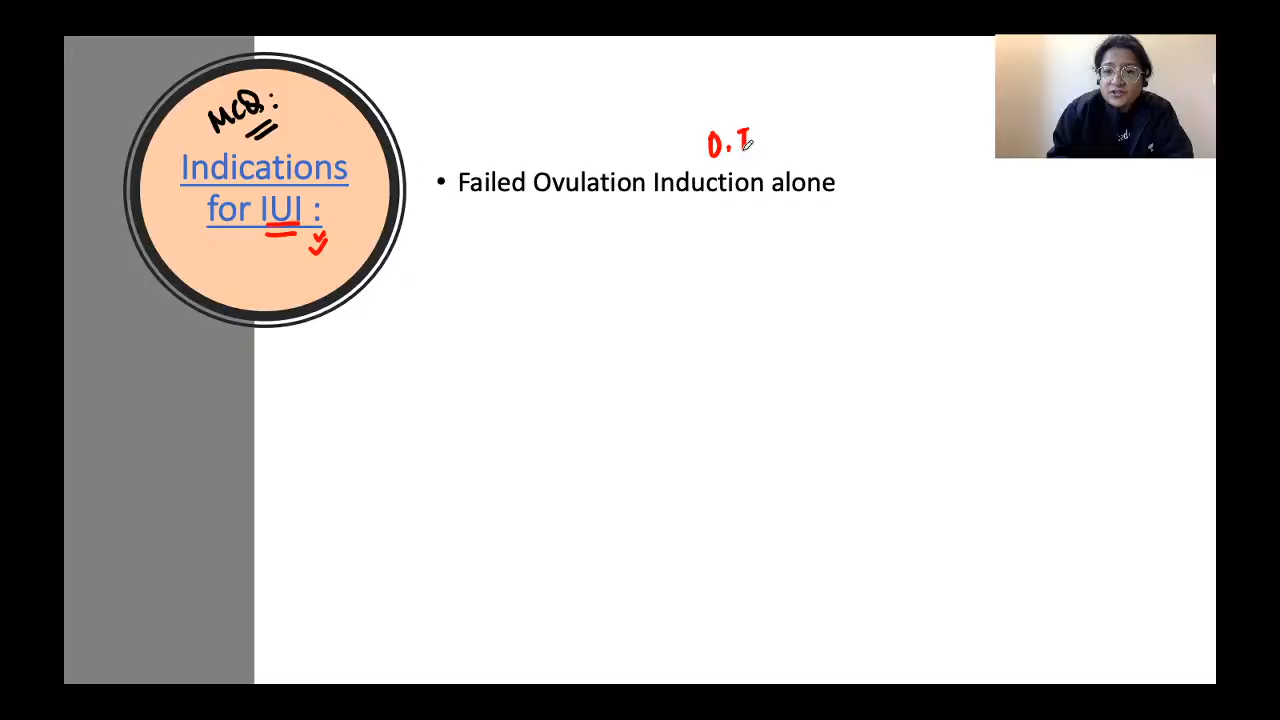 MCQ:
Indications
for IUI :
O.I
• Failed Ovulation Induction alone